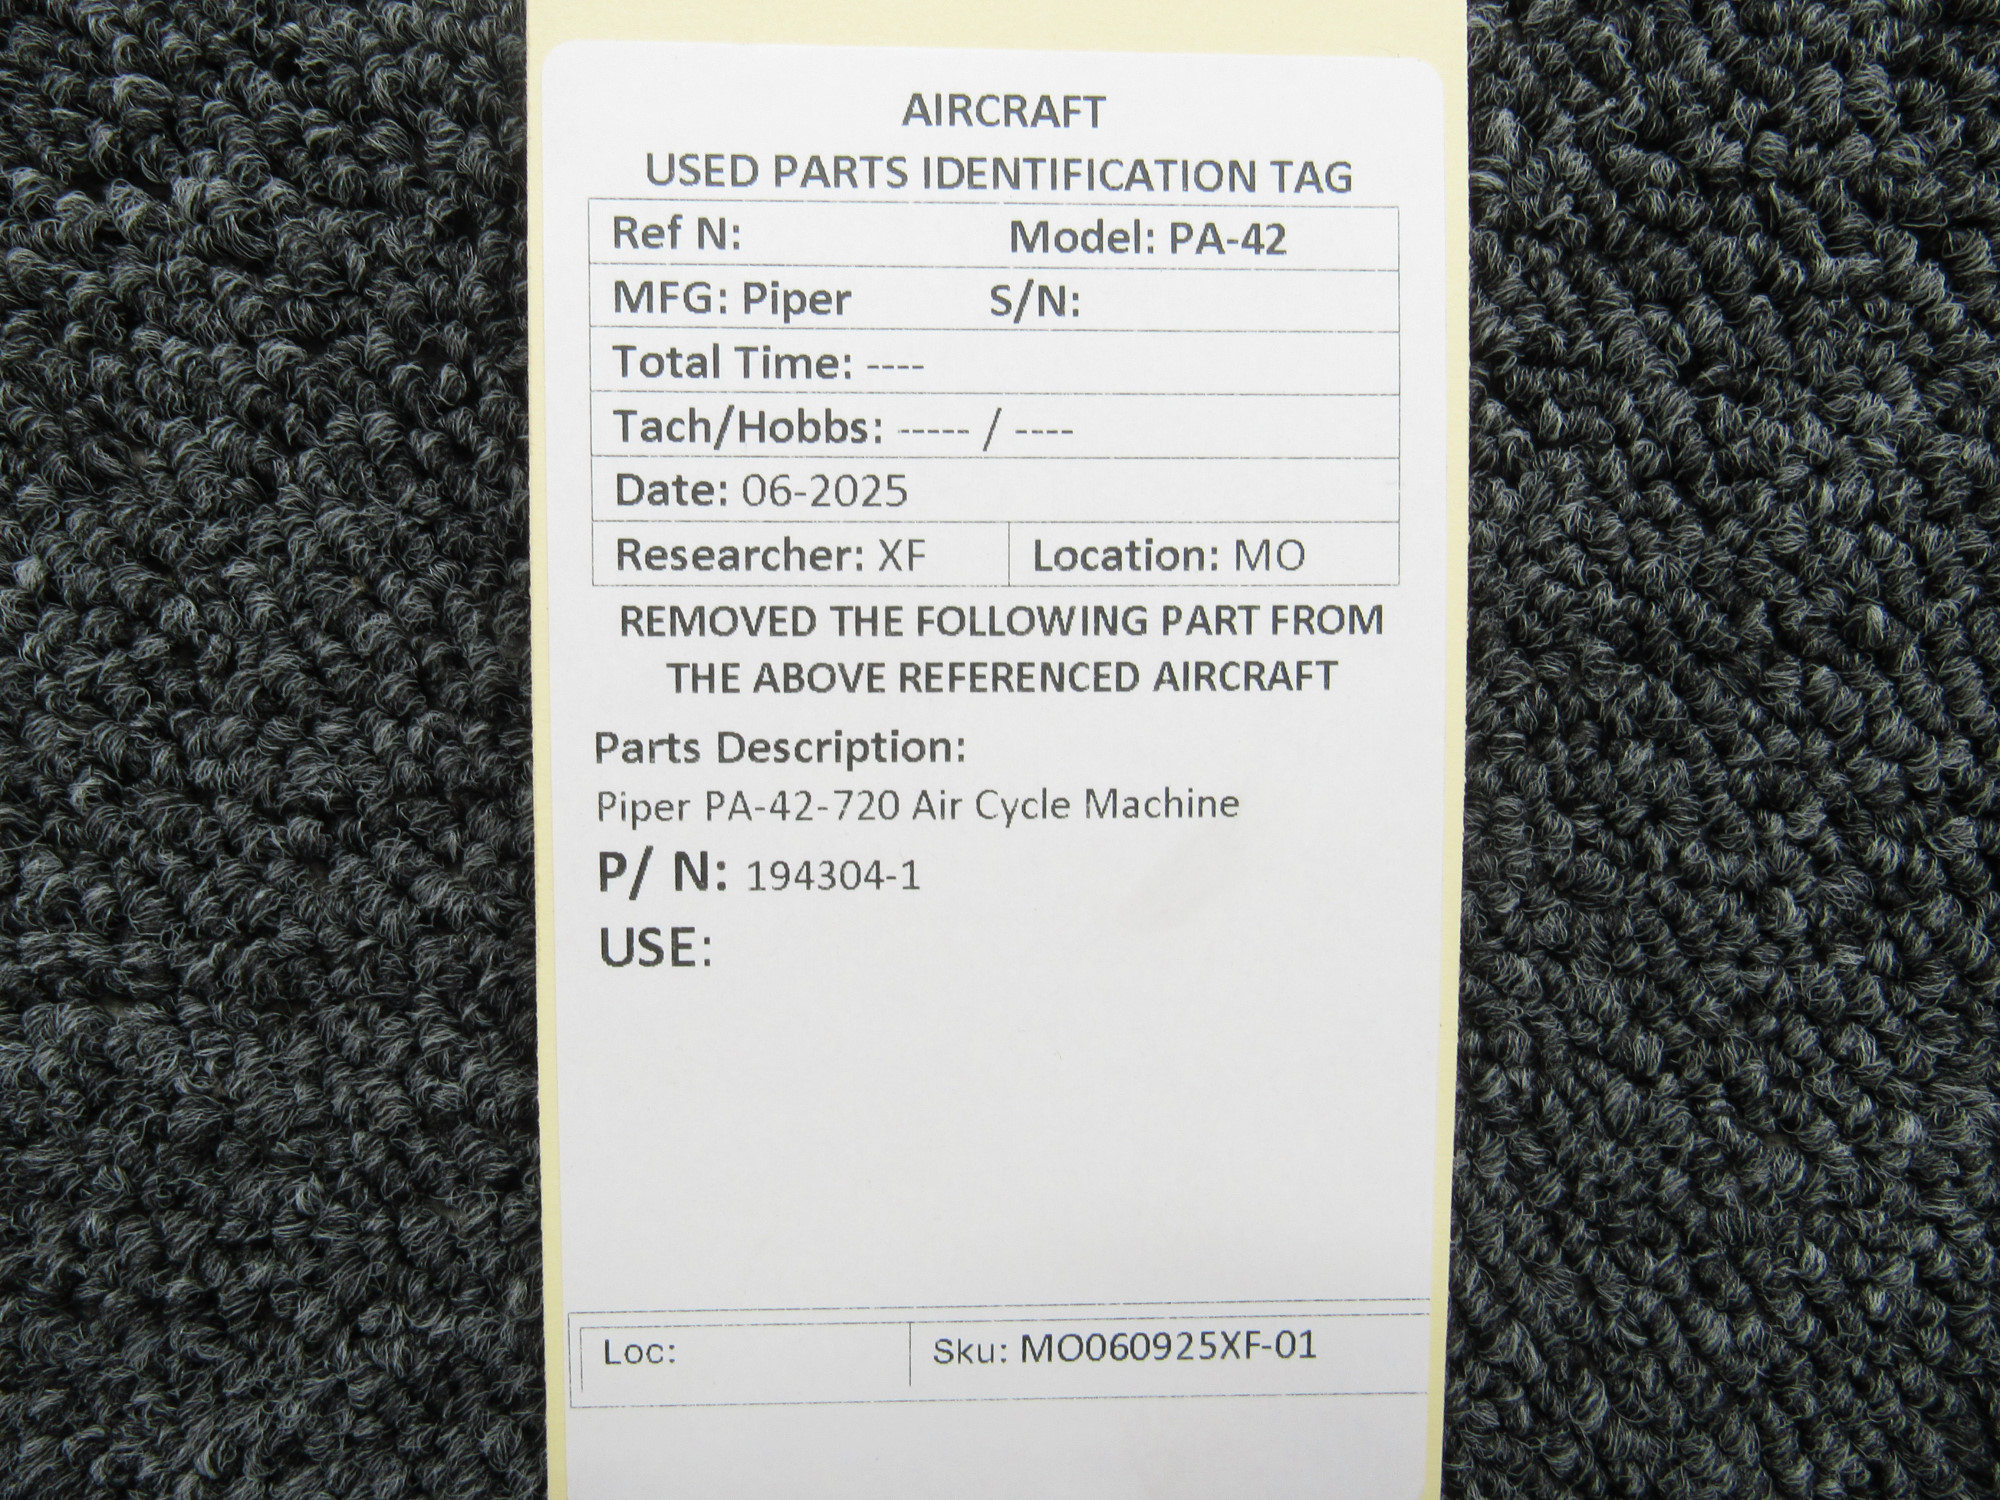 AIRCRAFT
USED PARTS IDENTIFICATION TAG
Ref N: Model: PA-42
MFG: Piper S/N:
Total Time: ----
Tach/Hobbs: ----- / ----
Date: 06-2025
Researcher: XF Location: MO
REMOVED THE FOLLOWING PART FROM
THE ABOVE REFERENCED AIRCRAFT
Parts Description:
Piper PA-42-720 Air Cycle Machine
P/ N: 194304-1
USE:
Loc: Sku: MO060925XF-01